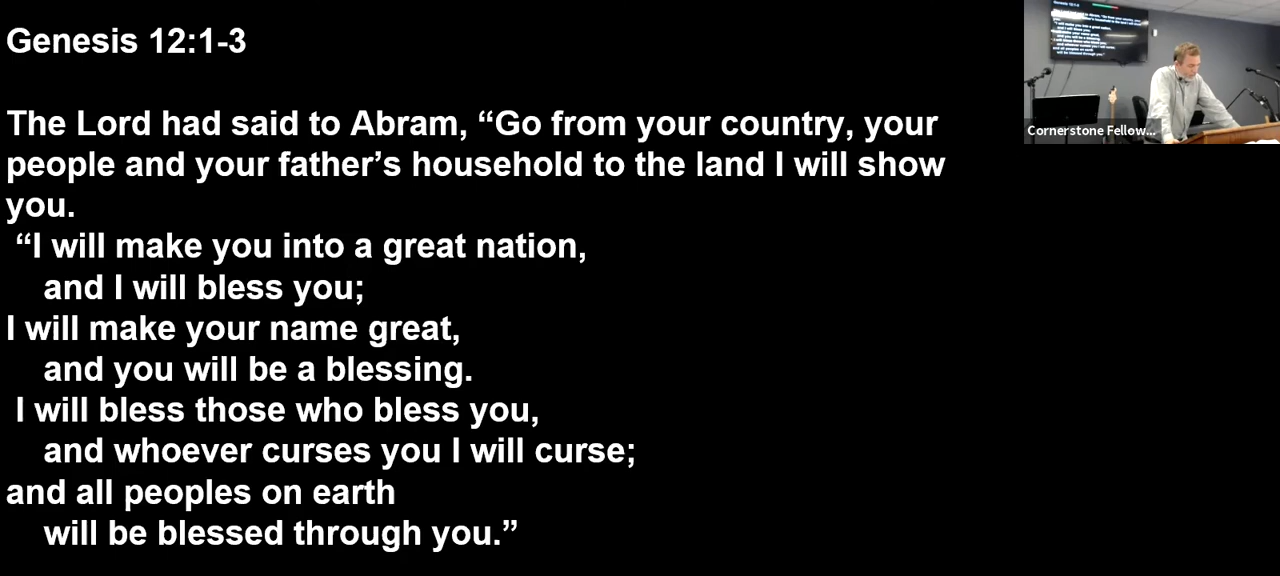 Genesis 12:1-3
The Lord had said to Abram, “Go from your country, your
people and your father’s household to the land I will show
you.
“I will make you into a great nation,
and I will bless you;
I will make your name great,
and you will be a blessing.
I will bless those who bless you,
and whoever curses you I will curse;
and all peoples on earth
will be blessed through you.”
Cornerstone Fellow...